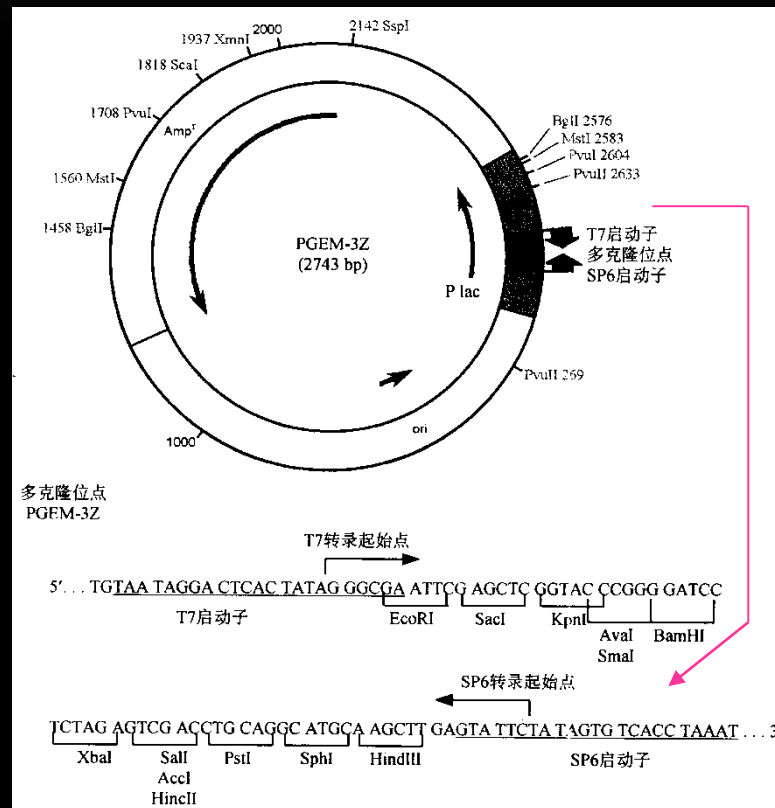 2142 SspI
2000
1937 XmnI
1818 ScaI
1708 PvuI
Ampr
1560 MstI
1458 BglI
BglI 2576
MstI 2583
PvuI 2604
PvuII 2633
T7启动子
多克隆位点
SP6启动子
PGEM-3Z
(2743 bp)
P lac
PvuII 269
ori
1000
多克隆位点
PGEM-3Z
T7转录起始点
5′. . . TGTAA TAGGA CTCAC TATAG GGCGA ATTCG AGCTC GGTAC CCGGG GATCC
T7启动子
EcoRI
SacI
KpnI
AvaI
BamHI
SmaI
SP6转录起始点
TCTAG AGTCG ACCTG CAGGC ATGCA AGCTT GAGTA TTCTA TAGTG TCACC TAAAT . . . 3
XbaI
SalI
PstI
SphI
HindIII
SP6启动子
AccI
HincII